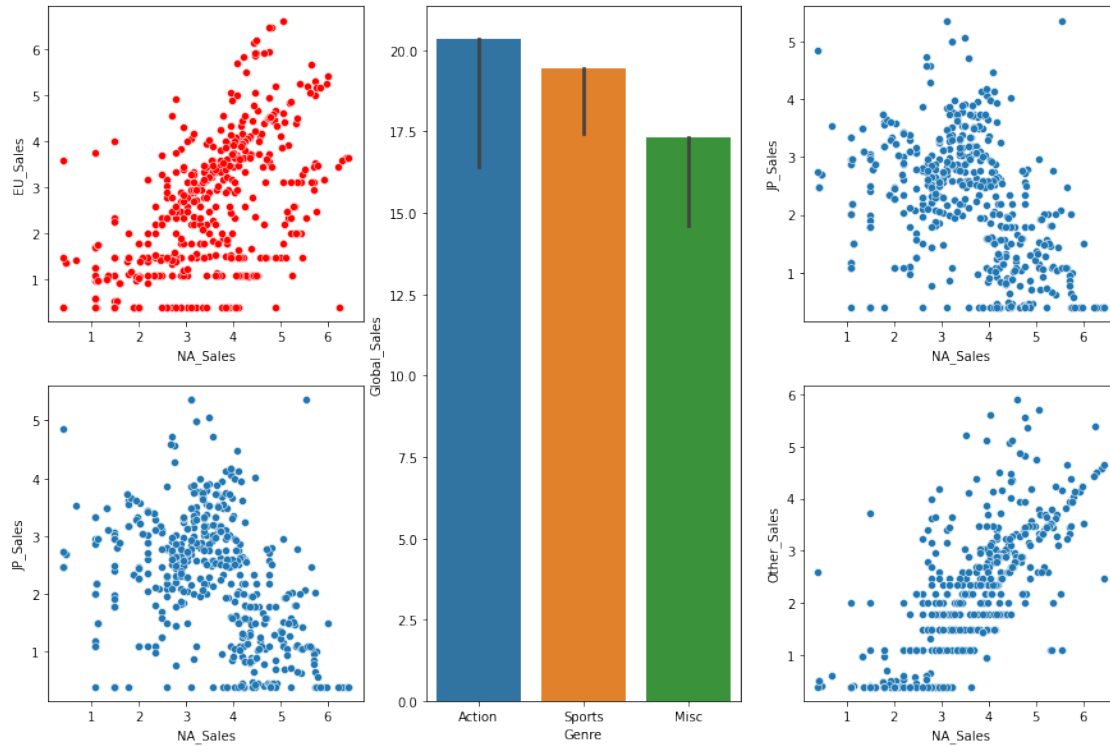 6
5
4
3
2
1
EU_Sales
1 2 3 4 5 6
NA_Sales
5
4
3
2
1
JP_Sales
1 2 3 4 5 6
NA_Sales
20.0
17.5
15.0
12.5
10.0
7.5
5.0
2.5
0.0
Global_Sales
Action Sports Misc
Genre
5
4
3
2
1
JP_Sales
1 2 3 4 5 6
NA_Sales
6
5
4
3
2
1
Other_Sales
1 2 3 4 5 6
NA_Sales